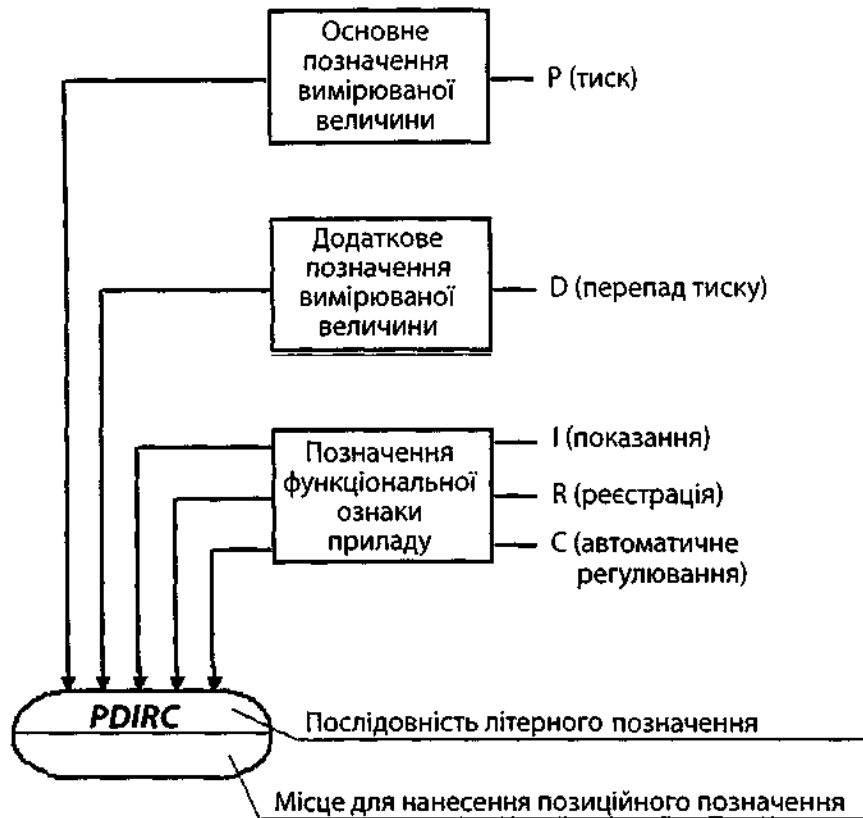 Основне
позначення
вимірюваної
величини
P (тиск)
Додаткове
позначення
вимірюваної
величини
D (перепад тиску)
Позначення
функціональної
ознаки
приладу
I (показання)
R (реєстрація)
C (автоматичне
регулювання)
PDIRC
Послідовність літерного позначення
Місце для нанесення позиційного позначення